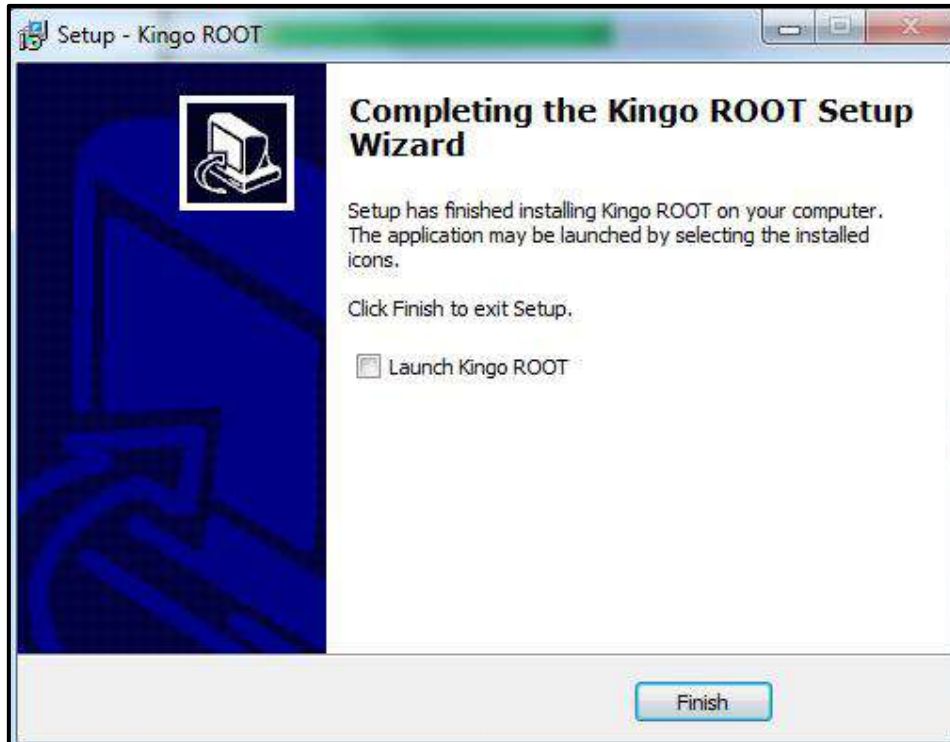 Setup - Kingo ROOT
Completing the Kingo ROOT Setup
Wizard
Setup has finished installing Kingo ROOT on your computer.
The application may be launched by selecting the installed
icons.
Click Finish to exit Setup.
Launch Kingo ROOT
Finish